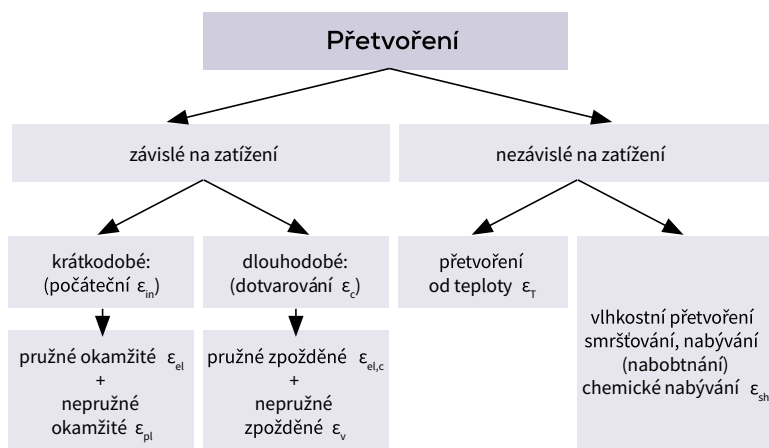 Přetvoření
závislé na zatížení
nezávislé na zatížení
krátkodobé:
(počáteční εin)
dlouhodobé:
(dotvarování εc)
přetvoření
od teploty εT
vlhkostní přetvoření
smršťování, nabývání
(nabobtnání)
chemické nabývání εsh
pružné okamžité εel
+
nepružné
okamžité εpl
pružné zpožděné εel,c
+
nepružné
zpožděné εv